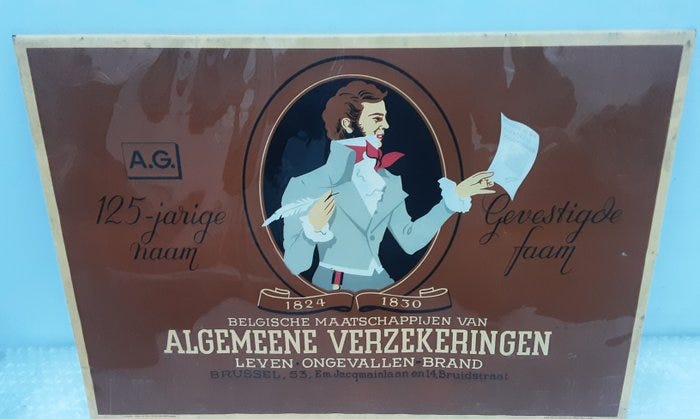 A.G.
125-jarige
naam
Gevestigde
faam
1824 1830
BELGISCHE MAATSCHAPPIJEN VAN
ALGEMEENE VERZEKERINGEN
LEVEN·ONGEVALLEN·BRAND
BRUSSEL, 53, Em. Jacqmainlaan en 14, Bruidstraat